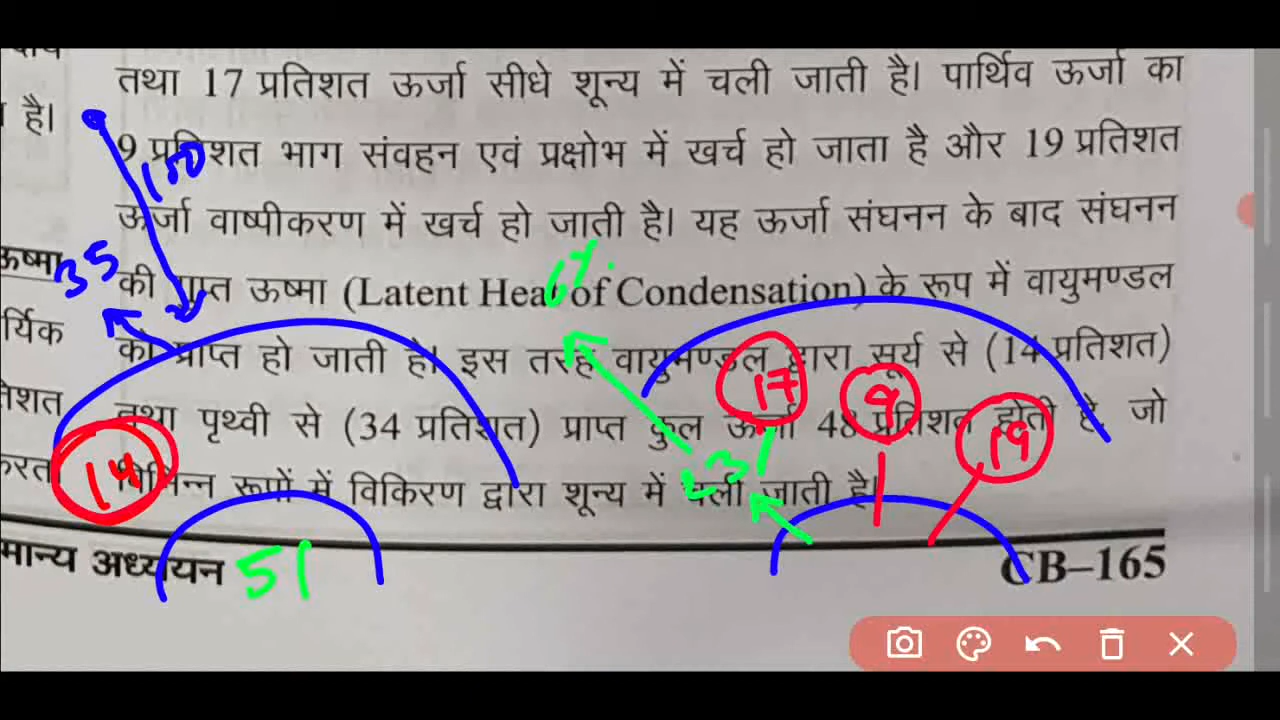 तथा 17 प्रतिशत ऊर्जा सीधे शून्य में चली जाती है। पार्थिव ऊर्जा का
है।
9 प्रतिशत भाग संवहन एवं प्रक्षोभ में खर्च हो जाता है और 19 प्रतिशत
100
ऊर्जा वाष्पीकरण में खर्च हो जाती है। यह ऊर्जा संघनन के बाद संघनन
ऊष्मा 35 6%
की गुप्त ऊष्मा (Latent Heat of Condensation) के रूप में वायुमण्डल
र्यिक
को प्राप्त हो जाती है। इस तरह वायुमण्डल द्वारा सूर्य से (14 प्रतिशत)
17 9 19
तिशत
तथा पृथ्वी से (34 प्रतिशत) प्राप्त कुल ऊर्जा 48 प्रतिशत होती है, जो
करता 14
विभिन्न रूपों में विकिरण द्वारा शून्य में चली जाती है।
मान्य अध्ययन 51 CB–165